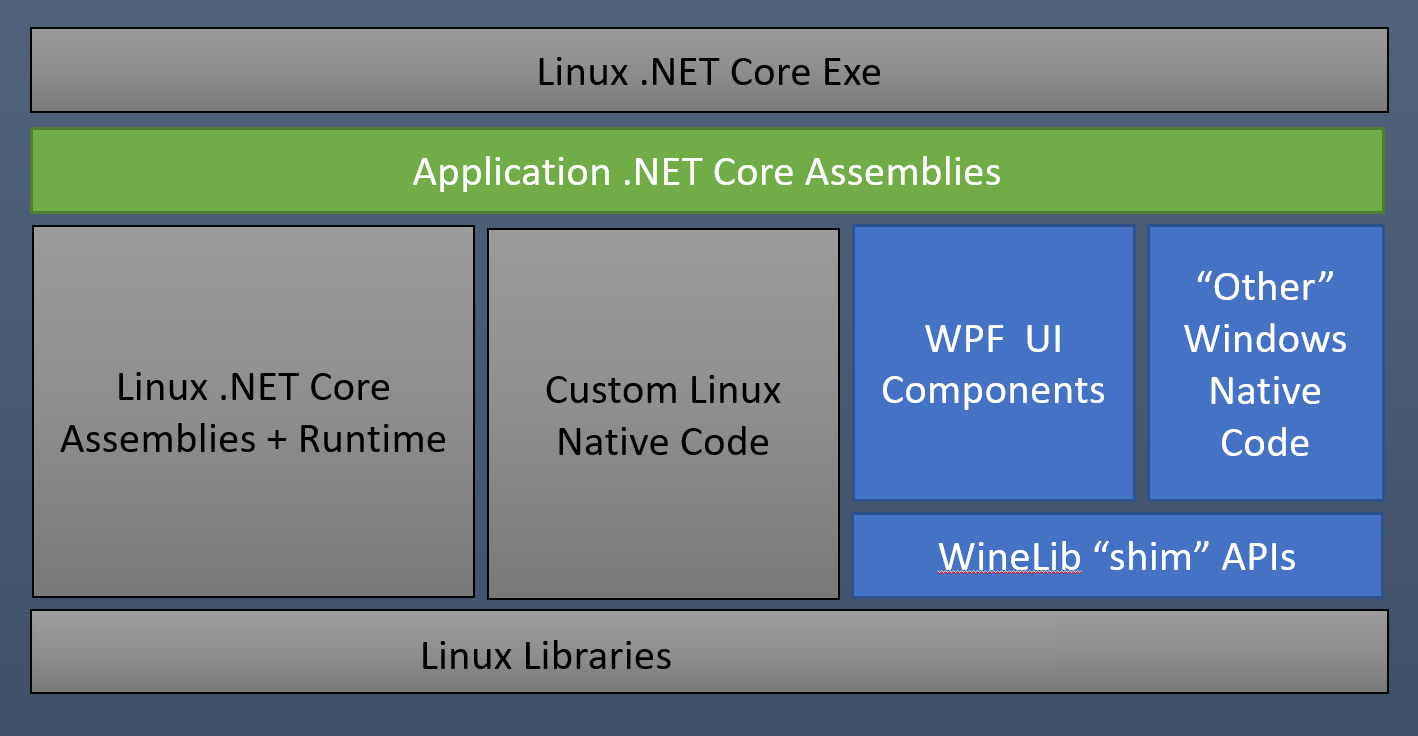 Linux .NET Core Exe
Application .NET Core Assemblies
Linux .NET Core
Assemblies + Runtime
Custom Linux
Native Code
WPF  UI
Components
“Other”
Windows
Native
Code
WineLib “shim” APIs
Linux Libraries